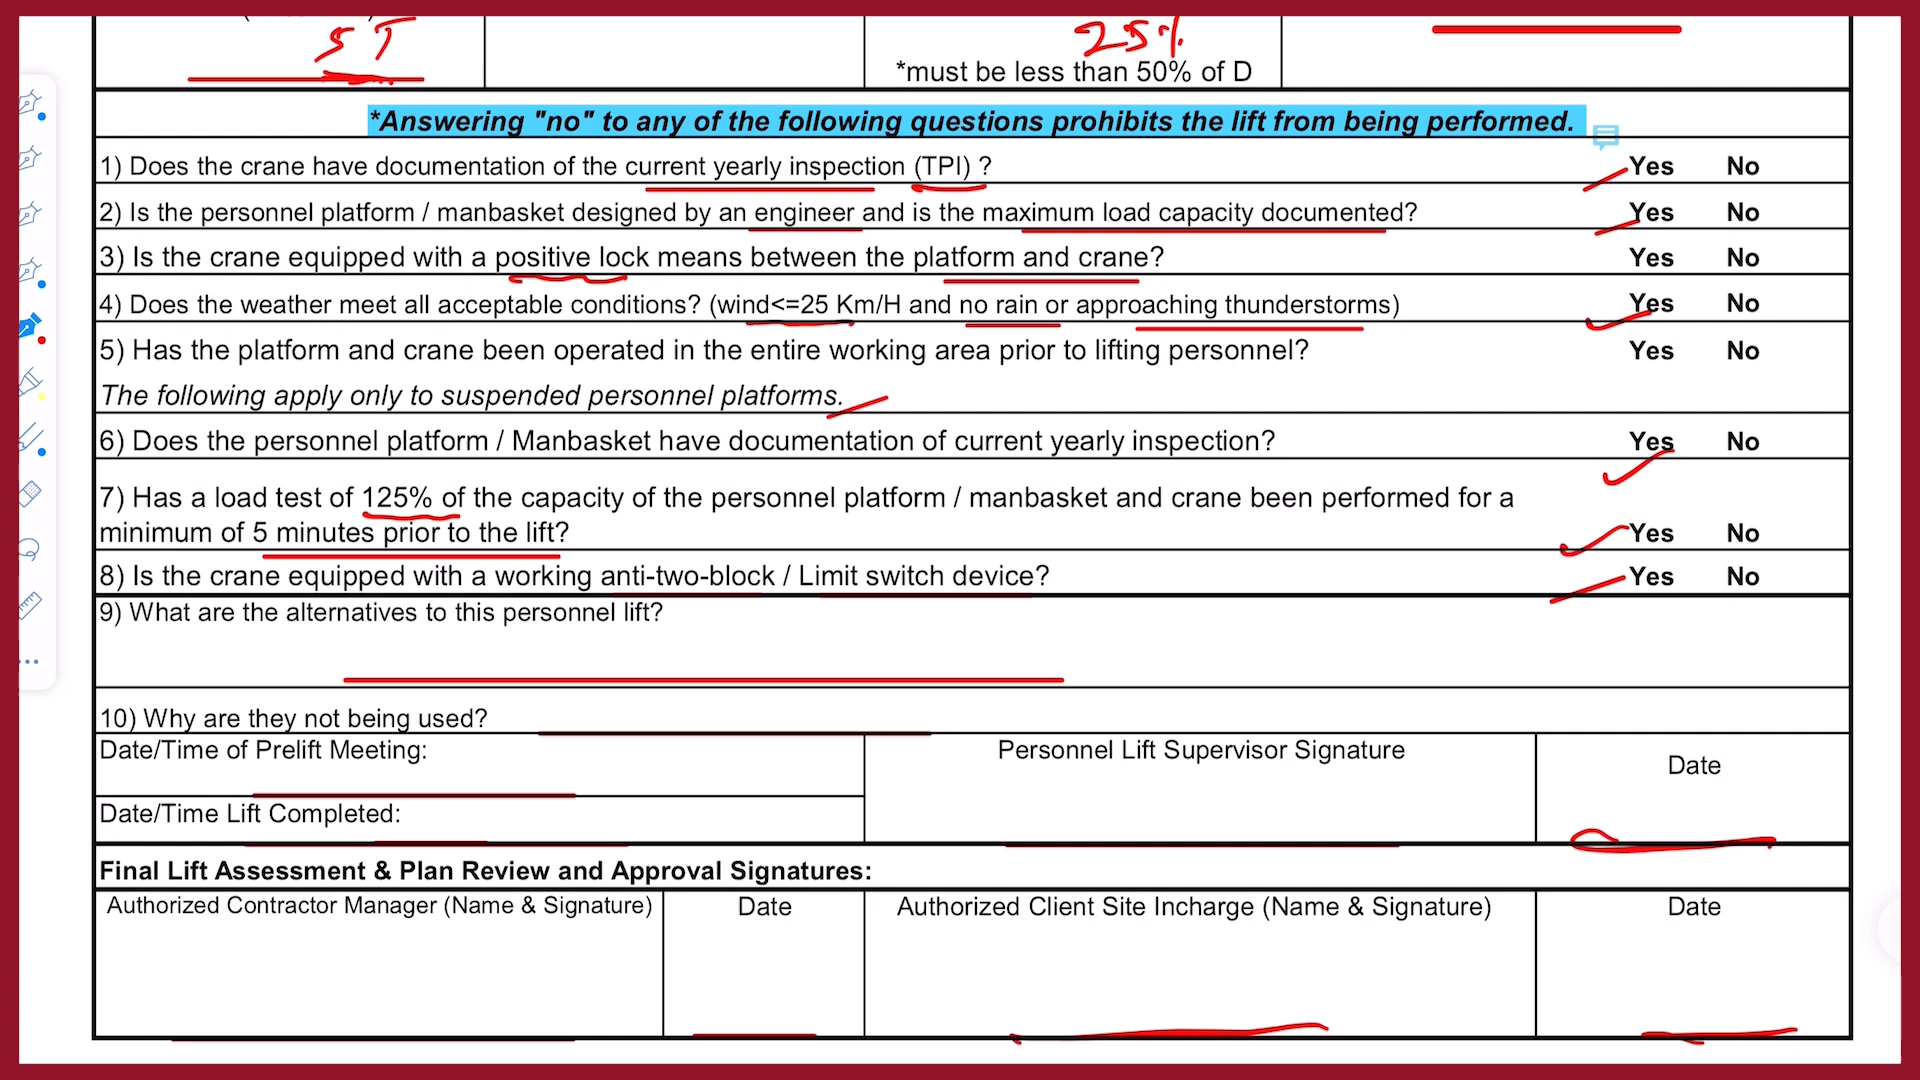 5 T
25%
*must be less than 50% of D
*Answering "no" to any of the following questions prohibits the lift from being performed.
1) Does the crane have documentation of the current yearly inspection (TPI) ? Yes No
2) Is the personnel platform / manbasket designed by an engineer and is the maximum load capacity documented? Yes No
3) Is the crane equipped with a positive lock means between the platform and crane? Yes No
4) Does the weather meet all acceptable conditions? (wind<=25 Km/H and no rain or approaching thunderstorms) Yes No
5) Has the platform and crane been operated in the entire working area prior to lifting personnel? Yes No
The following apply only to suspended personnel platforms.
6) Does the personnel platform / Manbasket have documentation of current yearly inspection? Yes No
7) Has a load test of 125% of the capacity of the personnel platform / manbasket and crane been performed for a
minimum of 5 minutes prior to the lift? Yes No
8) Is the crane equipped with a working anti-two-block / Limit switch device? Yes No
9) What are the alternatives to this personnel lift?
10) Why are they not being used?
Date/Time of Prelift Meeting:
Personnel Lift Supervisor Signature
Date
Date/Time Lift Completed:
Final Lift Assessment & Plan Review and Approval Signatures:
Authorized Contractor Manager (Name & Signature)
Date
Authorized Client Site Incharge (Name & Signature)
Date